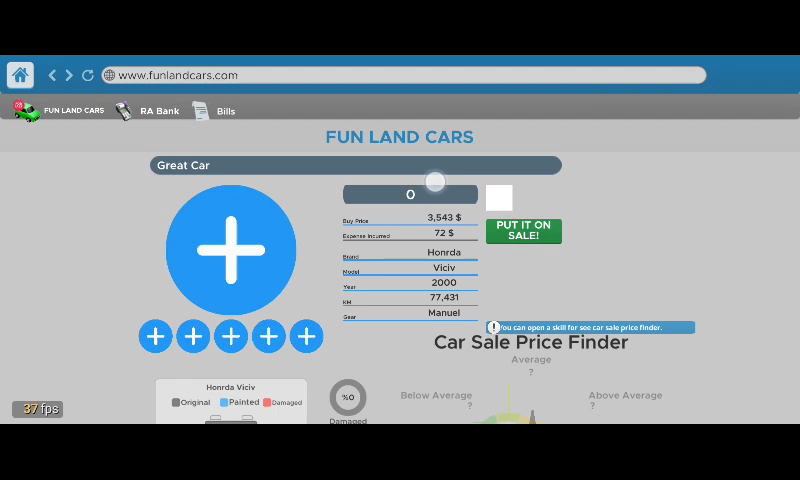 www.funlandcars.com
FUN LAND CARS
RA Bank
Bills
FUN LAND CARS
Great Car
0
Buy Price 3,543 $
Expense Incurred 72 $
Brand Honrda
Model Viciv
Year 2000
KM 77,431
Gear Manuel
PUT IT ON
SALE!
You can open a skill for see car sale price finder.
Car Sale Price Finder
Average
?
Below Average
?
Above Average
?
Honrda Viciv
Original Painted Damaged
%0
Damaged
37 fps